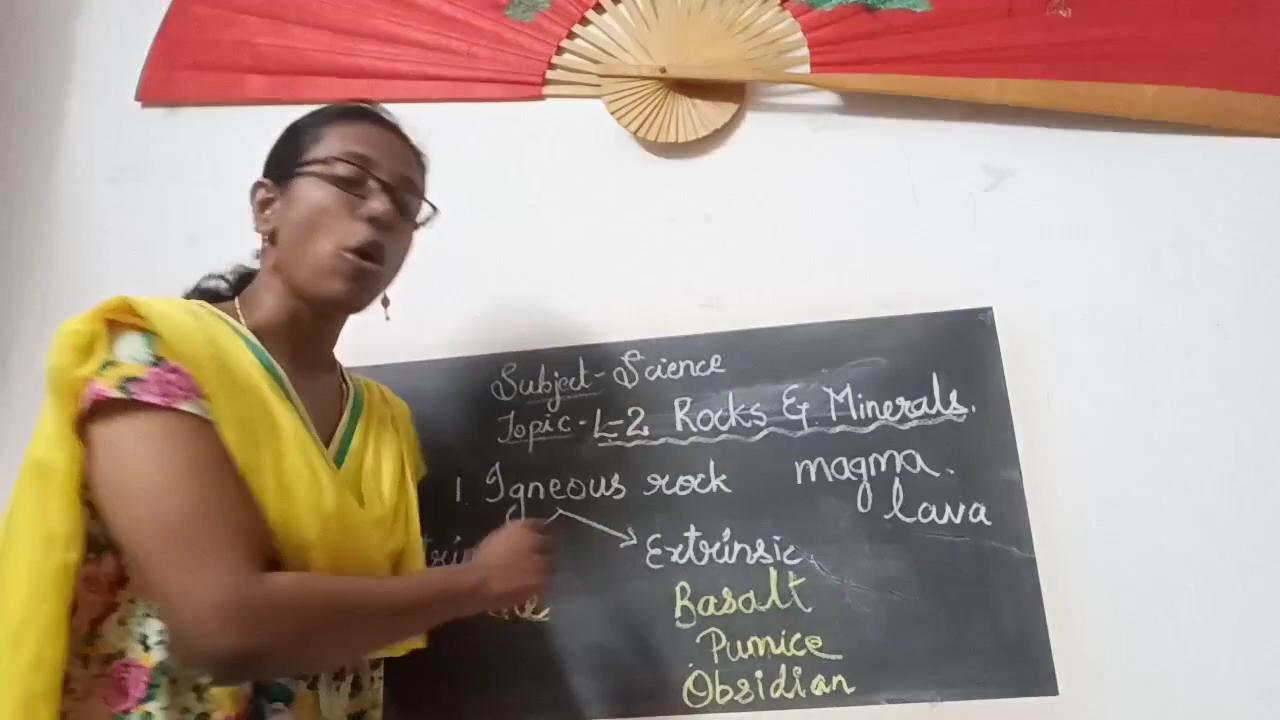 Subject - Science
Topic - L-2 Rocks & Minerals.
1. Igneous rock
magma.
lava
Extrinsic
Basalt
Pumice
Obsidian